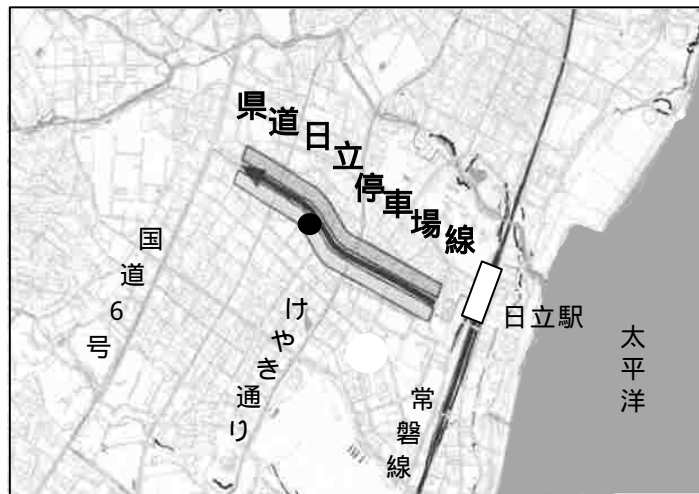 県道日立停車場線
国道6号
けやき通り
日立駅
常磐線
太平洋